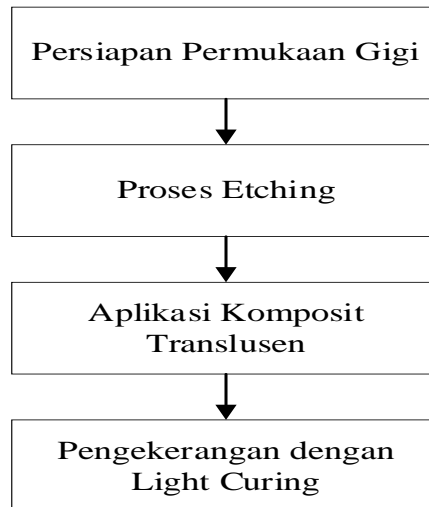 Persiapan Permukaan Gigi
Proses Etching
Aplikasi Komposit
Translusen
Pengekerangan dengan
Light Curing